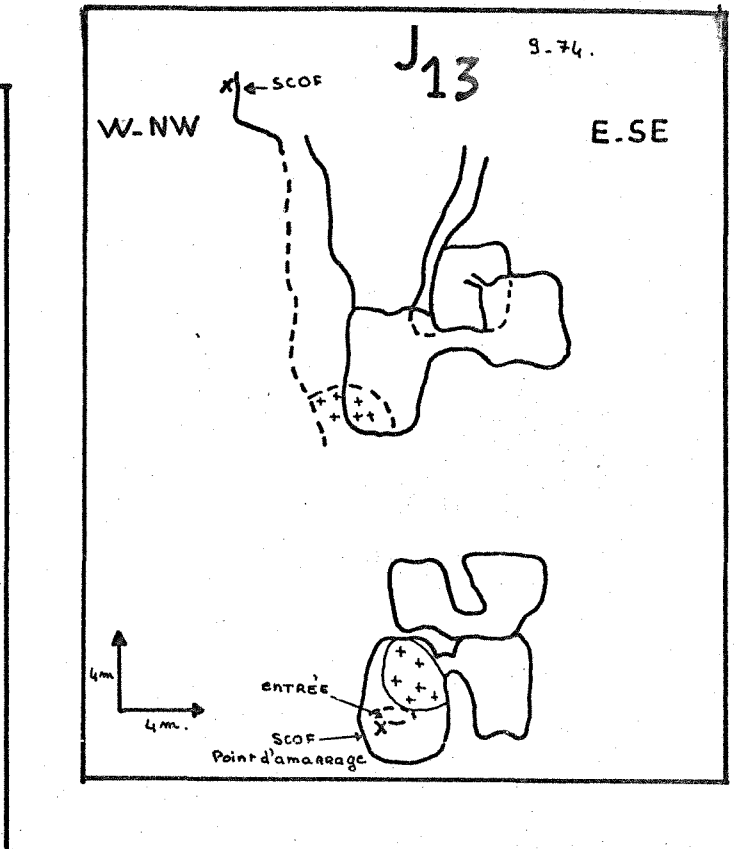 J13
9-74.
X ← SCOF
W-NW
E-SE
4m
4m.
ENTRÉE
X
SCOF
Point d'amarrage